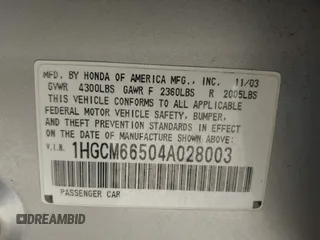 MFD. BY HONDA OF AMERICA MFG., INC. 11/03
GVWR 4300LBS GAWR F 2360LBS R 2005LBS
THIS VEHICLE CONFORMS TO ALL APPLICABLE
FEDERAL MOTOR VEHICLE SAFETY, BUMPER,
AND THEFT PREVENTION STANDARDS IN EFFECT
ON THE DATE OF MANUFACTURE SHOWN ABOVE.
V.I.N. 1HGCM66504A028003
PASSENGER CAR
DREAMBID